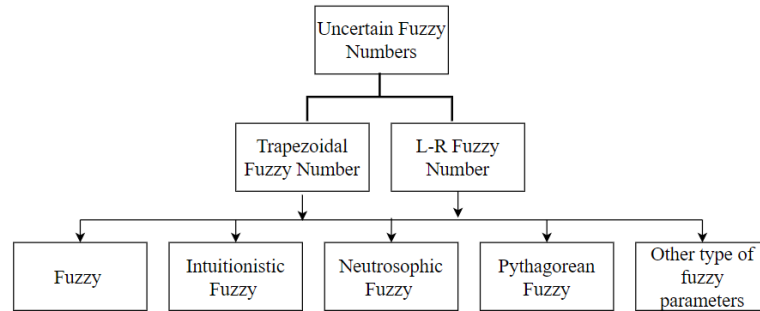 Uncertain Fuzzy
Numbers
Trapezoidal
Fuzzy Number
L-R Fuzzy
Number
Fuzzy
Intuitionistic
Fuzzy
Neutrosophic
Fuzzy
Pythagorean
Fuzzy
Other type of
fuzzy
parameters